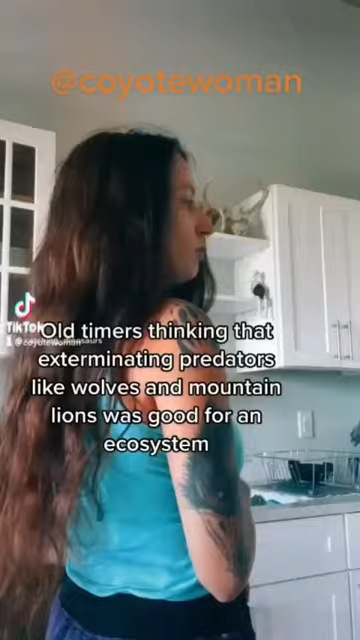 @coyotewoman
TikTok
@coyotewoman
Old timers thinking that
exterminating predators
like wolves and mountain
lions was good for an
ecosystem